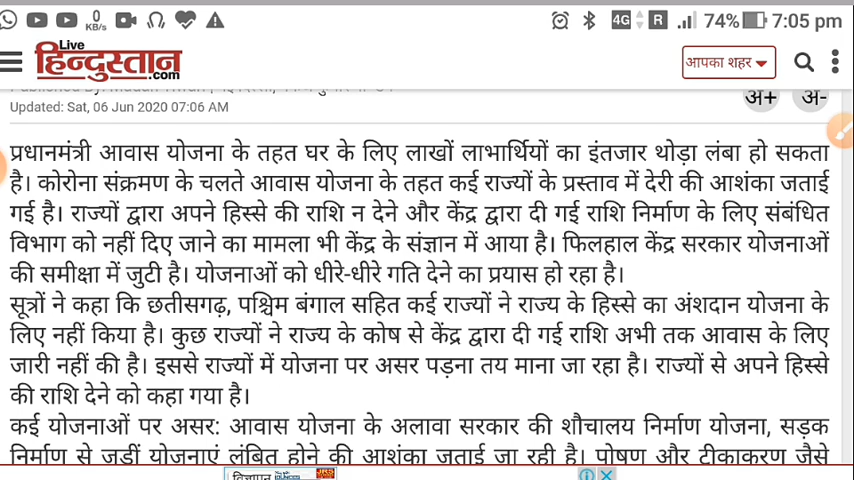 0
KB/s
4G
R
74%
7:05 pm
Live
हिन्दुस्तान
.com
आपका शहर
Updated: Sat, 06 Jun 2020 07:06 AM
अ+ अ-
प्रधानमंत्री आवास योजना के तहत घर के लिए लाखों लाभार्थियों का इंतजार थोड़ा लंबा हो सकता
है। कोरोना संक्रमण के चलते आवास योजना के तहत कई राज्यों के प्रस्ताव में देरी की आशंका जताई
गई है। राज्यों द्वारा अपने हिस्से की राशि न देने और केंद्र द्वारा दी गई राशि निर्माण के लिए संबंधित
विभाग को नहीं दिए जाने का मामला भी केंद्र के संज्ञान में आया है। फिलहाल केंद्र सरकार योजनाओं
की समीक्षा में जुटी है। योजनाओं को धीरे-धीरे गति देने का प्रयास हो रहा है।
सूत्रों ने कहा कि छतीसगढ़, पश्चिम बंगाल सहित कई राज्यों ने राज्य के हिस्से का अंशदान योजना के
लिए नहीं किया है। कुछ राज्यों ने राज्य के कोष से केंद्र द्वारा दी गई राशि अभी तक आवास के लिए
जारी नहीं की है। इससे राज्यों में योजना पर असर पड़ना तय माना जा रहा है। राज्यों से अपने हिस्से
की राशि देने को कहा गया है।
कई योजनाओं पर असर: आवास योजना के अलावा सरकार की शौचालय निर्माण योजना, सड़क
निर्माण से जुड़ीं योजनाएं लंबित होने की आशंका जताई जा रही है। पोषण और टीकाकरण जैसे
विज्ञापन